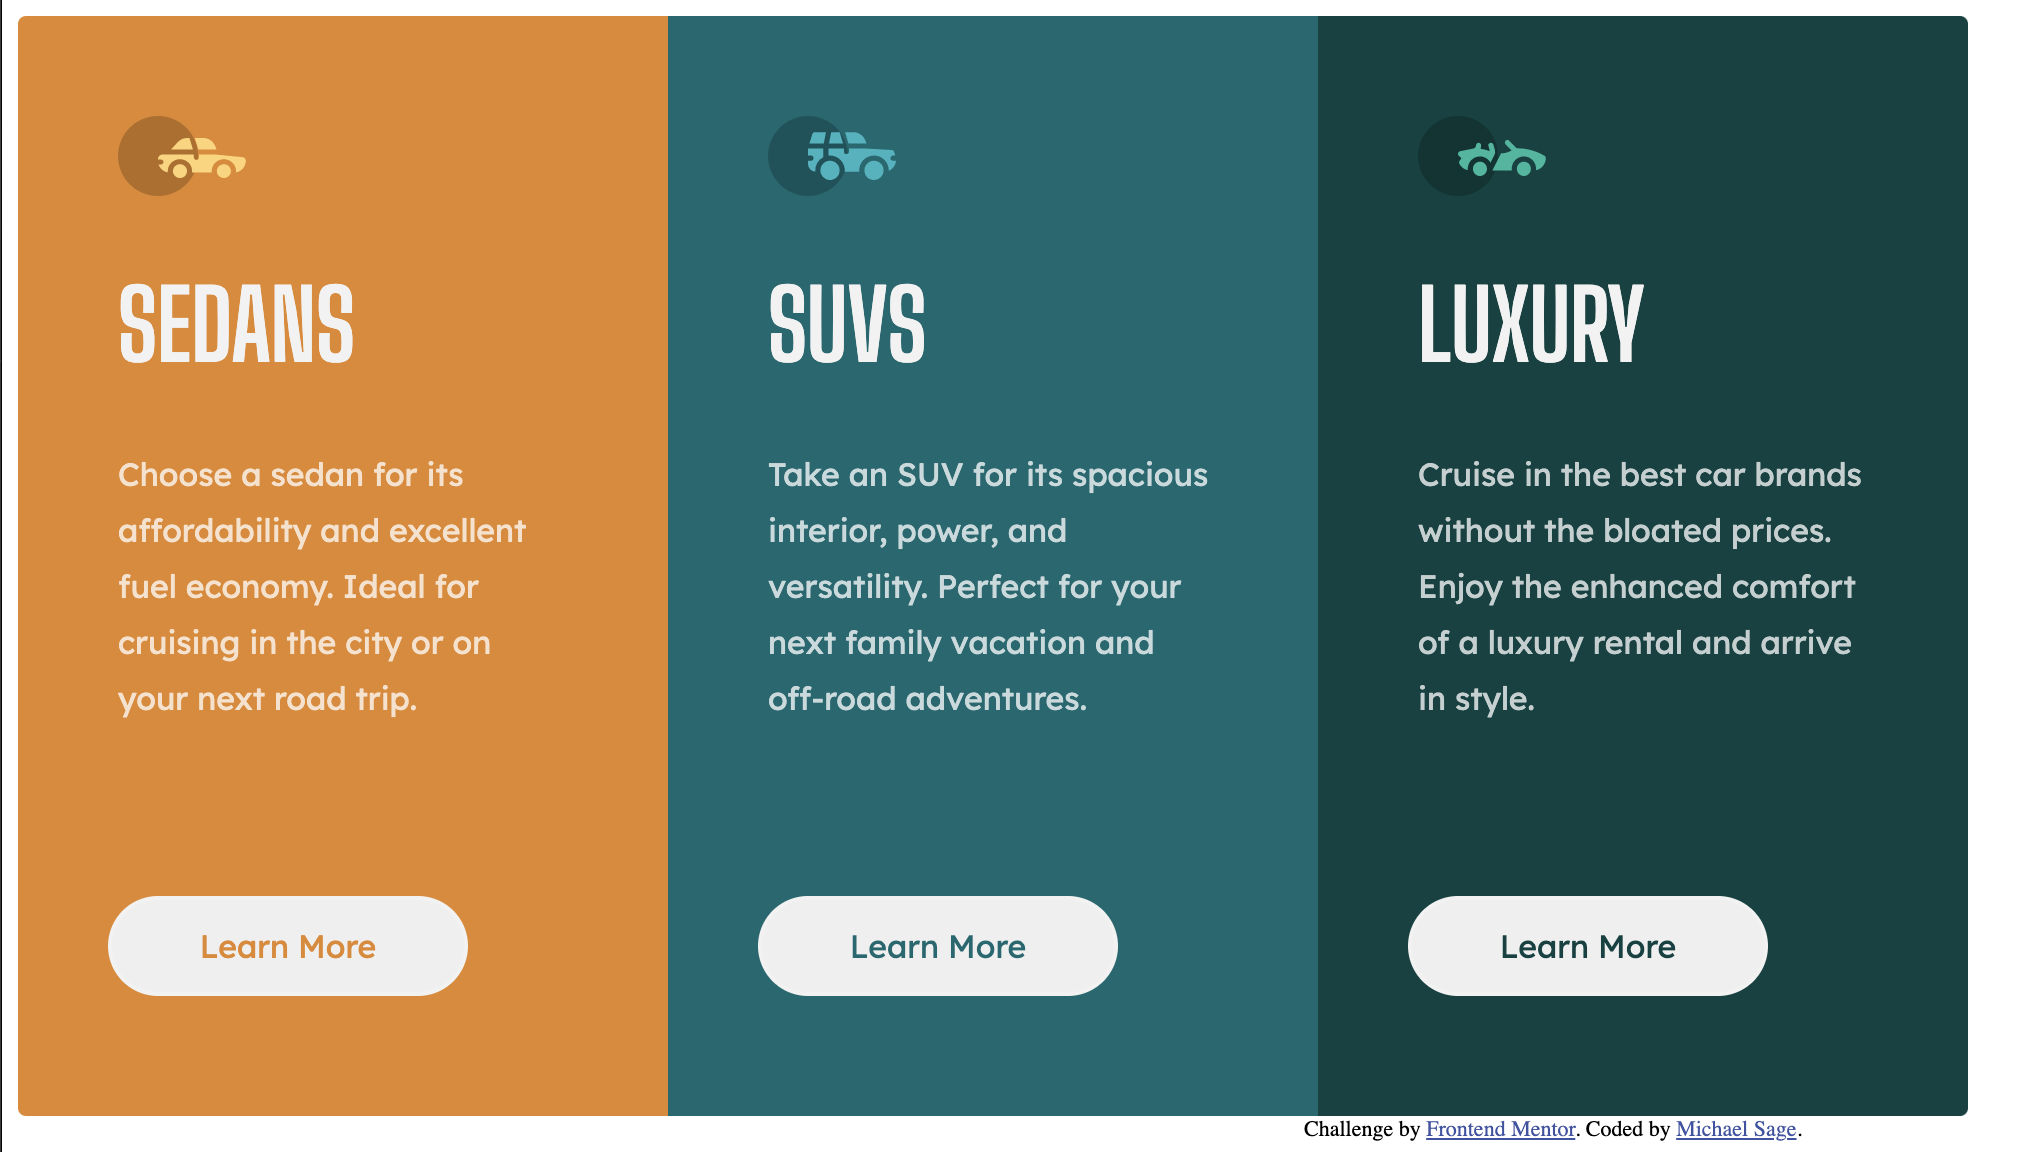 SEDANS
Choose a sedan for its
affordability and excellent
fuel economy. Ideal for
cruising in the city or on
your next road trip.
Learn More
SUVS
Take an SUV for its spacious
interior, power, and
versatility. Perfect for your
next family vacation and
off-road adventures.
Learn More
LUXURY
Cruise in the best car brands
without the bloated prices.
Enjoy the enhanced comfort
of a luxury rental and arrive
in style.
Learn More
Challenge by Frontend Mentor. Coded by Michael Sage.